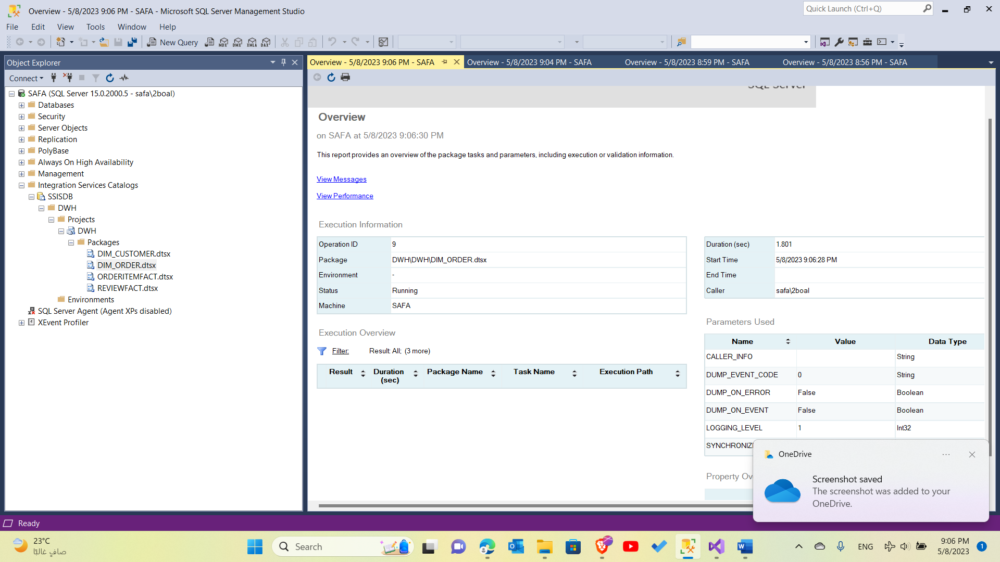 Overview - 5/8/2023 9:06 PM - SAFA - Microsoft SQL Server Management Studio
Quick Launch (Ctrl+Q)
File Edit View Tools Window Help
New Query MDX DMX XMLA DAX
Object Explorer
Connect
SAFA (SQL Server 15.0.2000.5 - safa\2boal)
Databases
Security
Server Objects
Replication
PolyBase
Always On High Availability
Management
Integration Services Catalogs
SSISDB
DWH
Projects
DWH
Packages
DIM_CUSTOMER.dtsx
DIM_ORDER.dtsx
ORDERITEMFACT.dtsx
REVIEWFACT.dtsx
Environments
SQL Server Agent (Agent XPs disabled)
XEvent Profiler
Overview - 5/8/2023 9:06 PM - SAFA
Overview - 5/8/2023 9:04 PM - SAFA
Overview - 5/8/2023 8:59 PM - SAFA
Overview - 5/8/2023 8:56 PM - SAFA
SQL Server
Overview
on SAFA at 5/8/2023 9:06:30 PM
This report provides an overview of the package tasks and parameters, including execution or validation information.
View Messages
View Performance
Execution Information
Operation ID 9
Package DWH\DWH\DIM_ORDER.dtsx
Environment -
Status Running
Machine SAFA
Duration (sec) 1.801
Start Time 5/8/2023 9:06:28 PM
End Time
Caller safa\2boal
Execution Overview
Filter: Result: All; (3 more)
Result Duration (sec) Package Name Task Name Execution Path
Parameters Used
Name Value Data Type
CALLER_INFO String
DUMP_EVENT_CODE 0 String
DUMP_ON_ERROR False Boolean
DUMP_ON_EVENT False Boolean
LOGGING_LEVEL 1 Int32
SYNCHRONIZ
Property Ov
OneDrive
Screenshot saved
The screenshot was added to your
OneDrive.
Ready
23°C
صافٍ غالبًا
Search
ENG
9:06 PM
5/8/2023
1